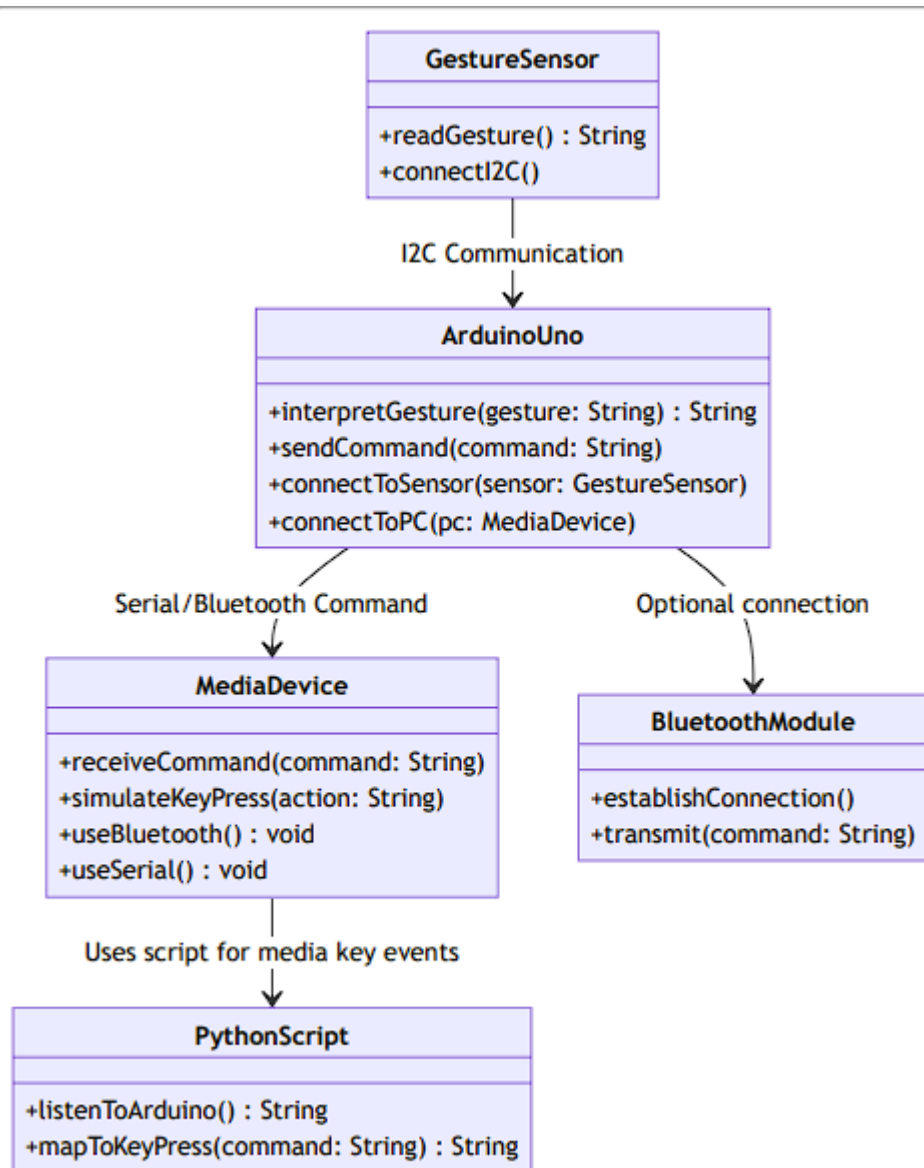 GestureSensor
+readGesture() : String
+connectI2C()
I2C Communication
ArduinoUno
+interpretGesture(gesture: String) : String
+sendCommand(command: String)
+connectToSensor(sensor: GestureSensor)
+connectToPC(pc: MediaDevice)
Serial/Bluetooth Command
Optional connection
MediaDevice
+receiveCommand(command: String)
+simulateKeyPress(action: String)
+useBluetooth() : void
+useSerial() : void
BluetoothModule
+establishConnection()
+transmit(command: String)
Uses script for media key events
PythonScript
+listenToArduino() : String
+mapToKeyPress(command: String) : String